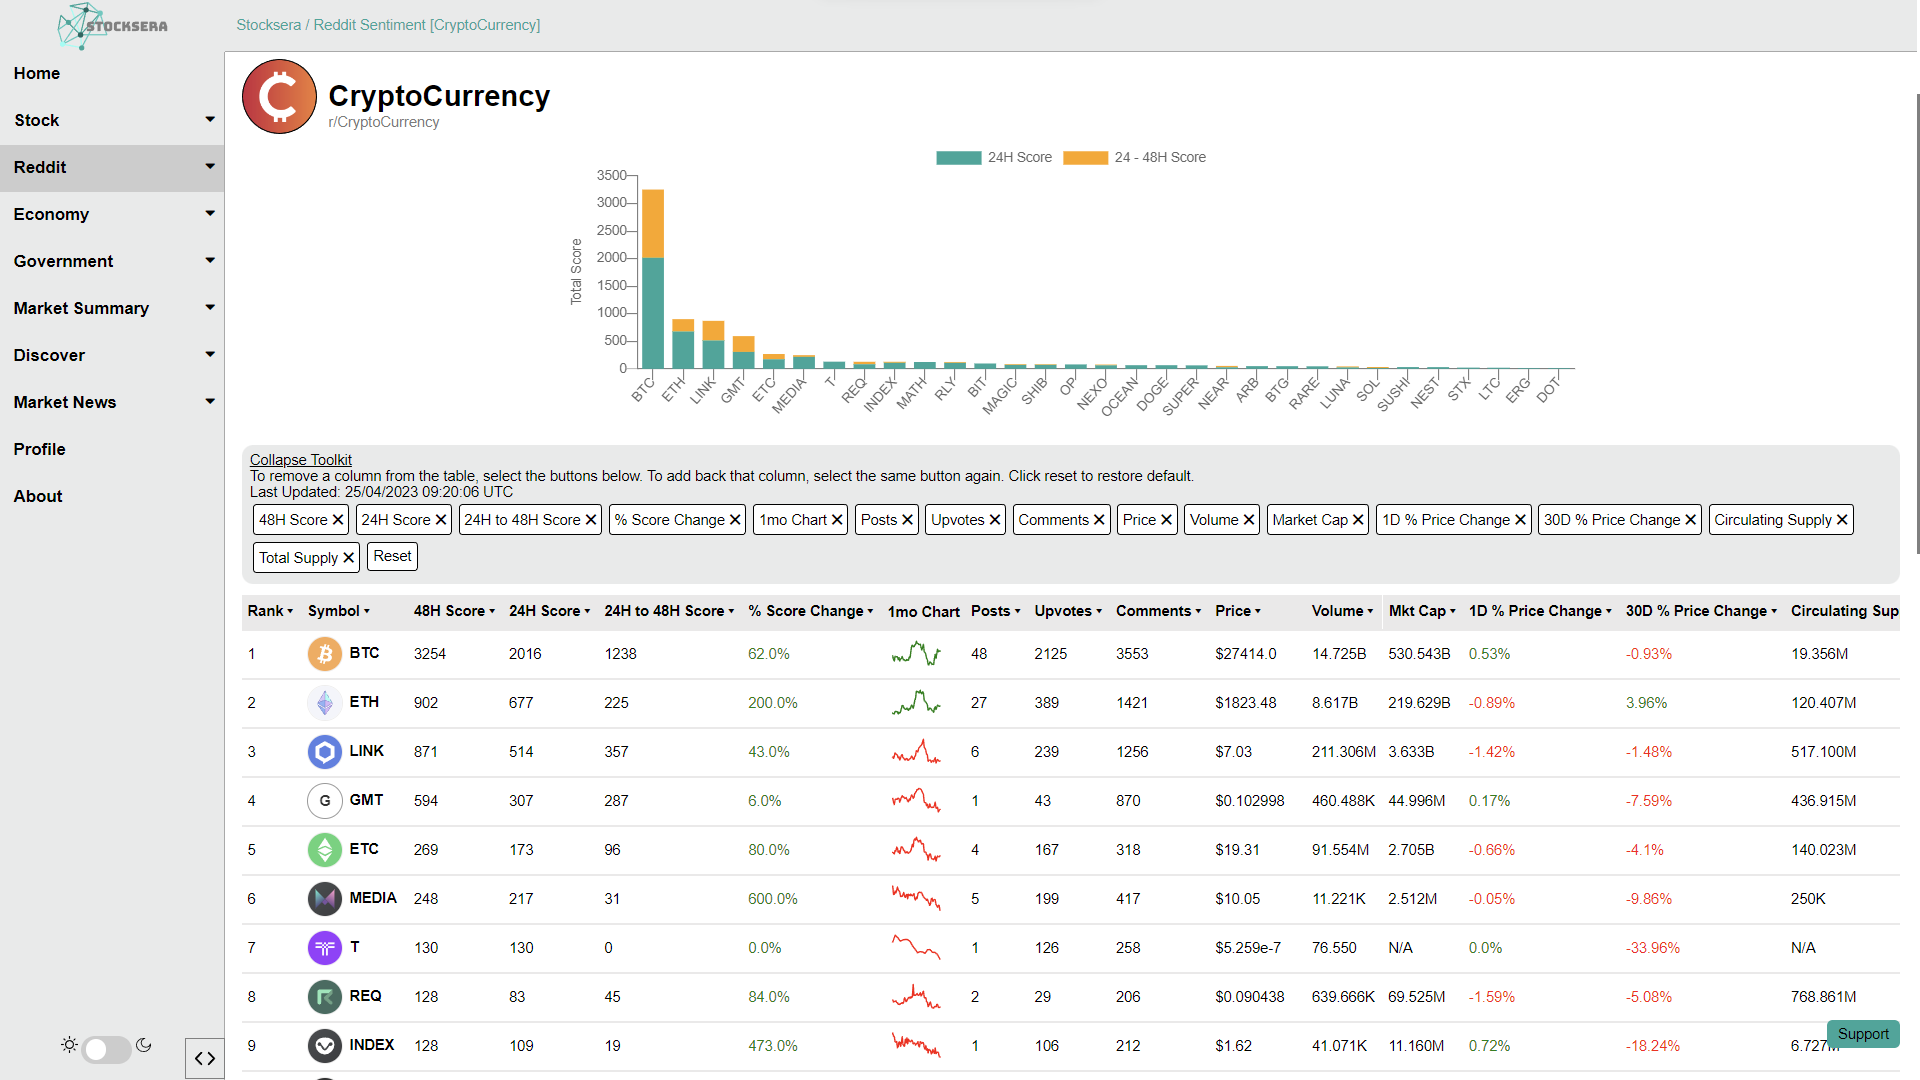 STOCKSERA
Stocksera / Reddit Sentiment [CryptoCurrency]
Home
Stock
Reddit
Economy
Government
Market Summary
Discover
Market News
Profile
About
CryptoCurrency
r/CryptoCurrency
24H Score 24 - 48H Score
Total Score
3500
3000
2500
2000
1500
1000
500
0
BTC ETH LINK GMT ETC MEDIA T REQ INDEX MATH RLY BIT MAGIC SHIB OP NEXO OCEAN DOGE SUPER NEAR ARB BTG RARE LUNA SOL SUSHI NEST STX LTC ERG DOT
Collapse Toolkit
To remove a column from the table, select the buttons below. To add back that column, select the same button again. Click reset to restore default.
Last Updated: 25/04/2023 09:20:06 UTC
48H Score ✕ 24H Score ✕ 24H to 48H Score ✕ % Score Change ✕ 1mo Chart ✕ Posts ✕ Upvotes ✕ Comments ✕ Price ✕ Volume ✕ Market Cap ✕ 1D % Price Change ✕ 30D % Price Change ✕ Circulating Supply ✕
Total Supply ✕ Reset
Rank Symbol 48H Score 24H Score 24H to 48H Score % Score Change 1mo Chart Posts Upvotes Comments Price Volume Mkt Cap 1D % Price Change 30D % Price Change Circulating Sup
1 BTC 3254 2016 1238 62.0% 48 2125 3553 $27414.0 14.725B 530.543B 0.53% -0.93% 19.356M
2 ETH 902 677 225 200.0% 27 389 1421 $1823.48 8.617B 219.629B -0.89% 3.96% 120.407M
3 LINK 871 514 357 43.0% 6 239 1256 $7.03 211.306M 3.633B -1.42% -1.48% 517.100M
4 G GMT 594 307 287 6.0% 1 43 870 $0.102998 460.488K 44.996M 0.17% -7.59% 436.915M
5 ETC 269 173 96 80.0% 4 167 318 $19.31 91.554M 2.705B -0.66% -4.1% 140.023M
6 MEDIA 248 217 31 600.0% 5 199 417 $10.05 11.221K 2.512M -0.05% -9.86% 250K
7 T 130 130 0 0.0% 1 126 258 $5.259e-7 76.550 N/A 0.0% -33.96% N/A
8 REQ 128 83 45 84.0% 2 29 206 $0.090438 639.666K 69.525M -1.59% -5.08% 768.861M
9 INDEX 128 109 19 473.0% 1 106 212 $1.62 41.071K 11.160M 0.72% -18.24% 6.727M
Support